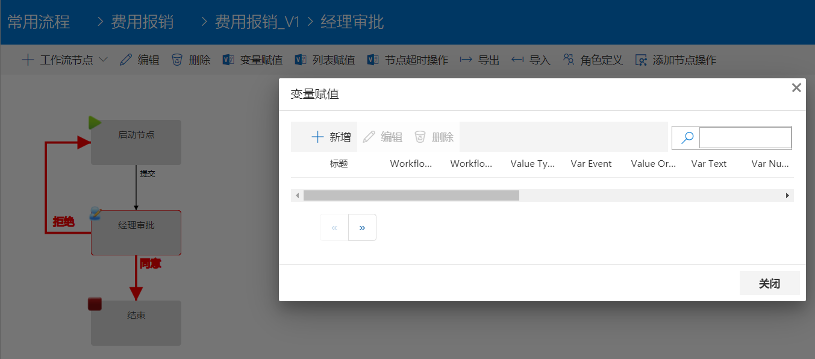 常用流程 > 费用报销 > 费用报销_V1 > 经理审批
工作流节点 编辑 删除 变量赋值 列表赋值 节点超时操作 导出 导入 角色定义 添加节点操作
变量赋值
新增 编辑 删除
标题 Workflo... Workflo... Value Ty... Var Event Value Or... Var Text Var Nu...
« »
关闭
启动节点
提交
拒绝
经理审批
同意
结束